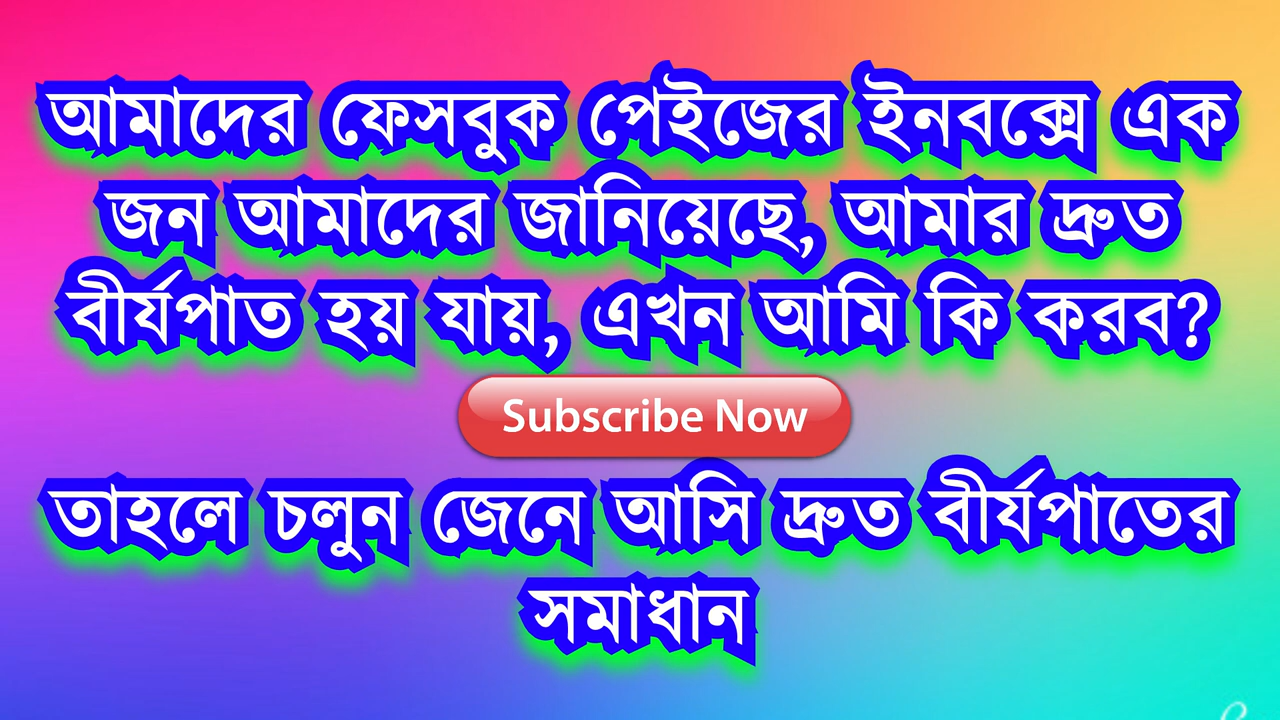 আমাদের ফেসবুক পেইজের ইনবক্সে এক
জন আমাদের জানিয়েছে, আমার দ্রুত
বীর্যপাত হয় যায়, এখন আমি কি করব?
Subscribe Now
তাহলে চলুন জেনে আসি দ্রুত বীর্যপাতের
সমাধান